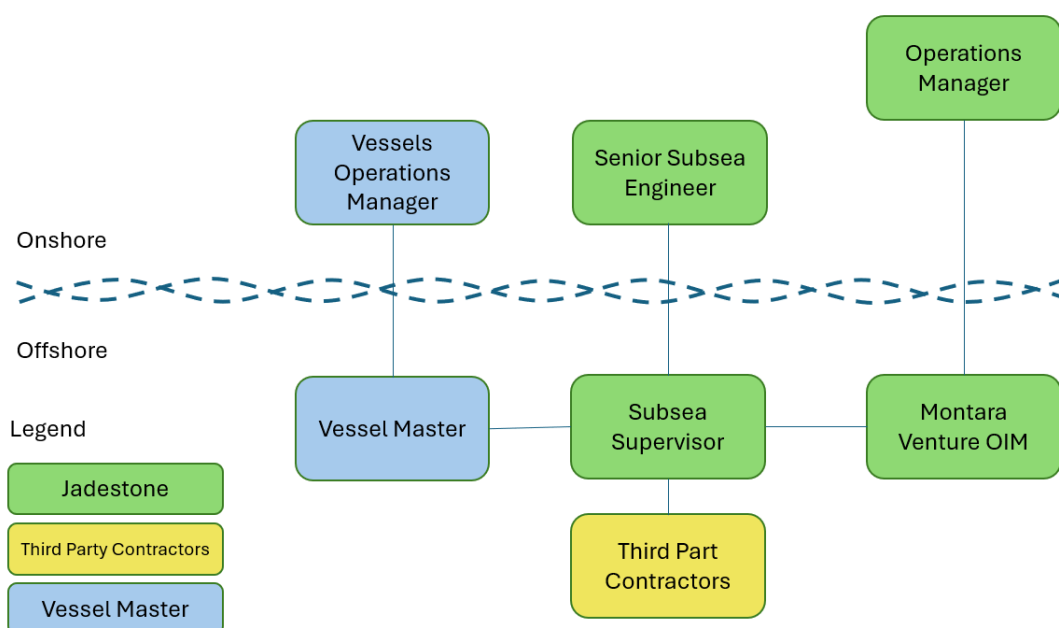 Operations
Manager
Vessels
Operations
Manager
Senior Subsea
Engineer
Onshore
Offshore
Vessel Master
Subsea
Supervisor
Montara
Venture OIM
Legend
Jadestone
Third Party Contractors
Vessel Master
Third Part
Contractors